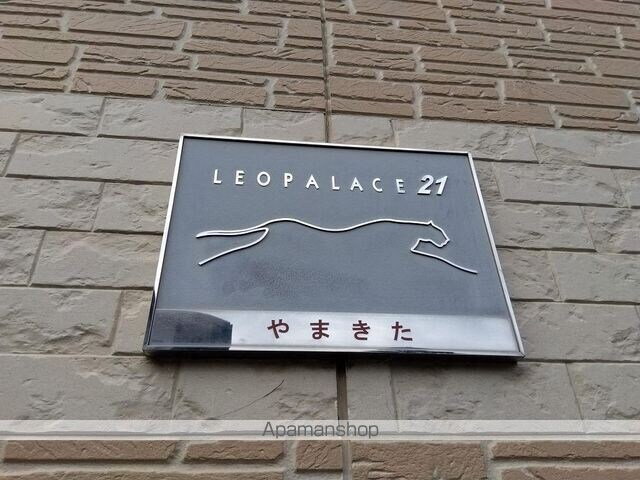 LEOPALACE 21
やまきた
Apamanshop